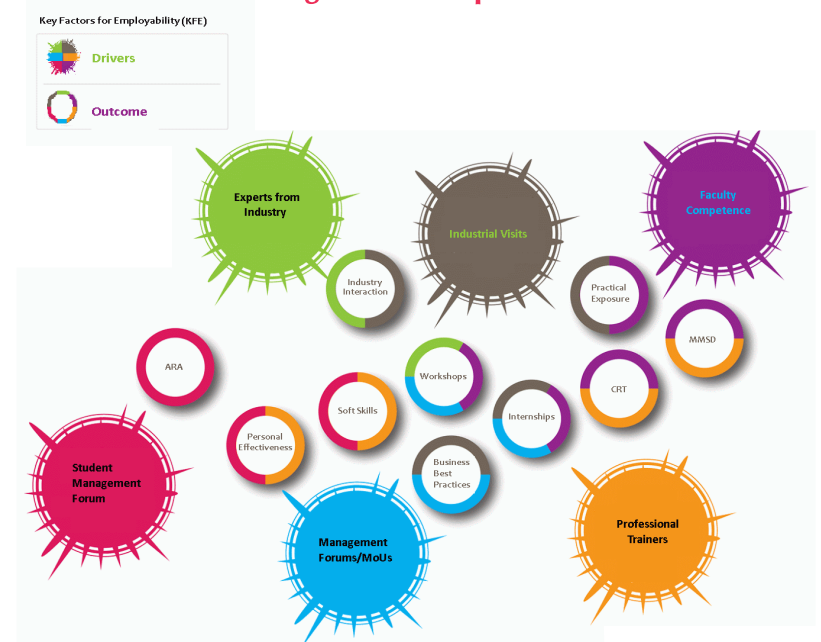 Key Factors for Employability (KFE)
Drivers
Outcome
Experts from
Industry
Industrial Visits
Faculty
Competence
Industry
Interaction
Practical
Exposure
MMSD
ARA
Workshops
CRT
Soft Skills
Internships
Personal
Effectiveness
Business
Best
Practices
Student
Management
Forum
Management
Forums/MoUs
Professional
Trainers